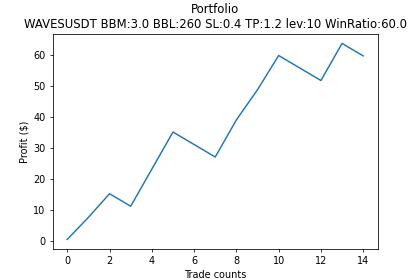 Portfolio
WAVESUSDT BBM:3.0 BBL:260 SL:0.4 TP:1.2 lev:10 WinRatio:60.0
Profit ($)
60
50
40
30
20
10
0
0 2 4 6 8 10 12 14
Trade counts